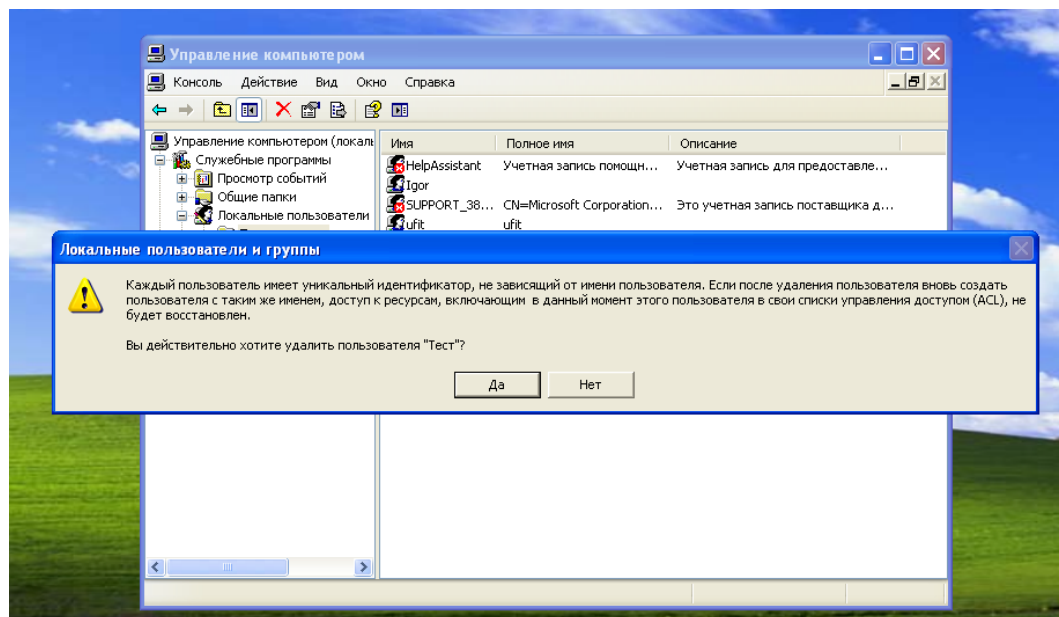 Управление компьютером
Консоль Действие Вид Окно Справка
Управление компьютером (локаль
Служебные программы
Просмотр событий
Общие папки
Локальные пользователи
Имя Полное имя Описание
HelpAssistant Учетная запись помощн... Учетная запись для предоставле...
Igor
SUPPORT_38... CN=Microsoft Corporation... Это учетная запись поставщика д...
ufit ufit
Локальные пользователи и группы
Каждый пользователь имеет уникальный идентификатор, не зависящий от имени пользователя. Если после удаления пользователя вновь создать
пользователя с таким же именем, доступ к ресурсам, включающим в данный момент этого пользователя в свои списки управления доступом (ACL), не
будет восстановлен.
Вы действительно хотите удалить пользователя "Тест"?
Да Нет